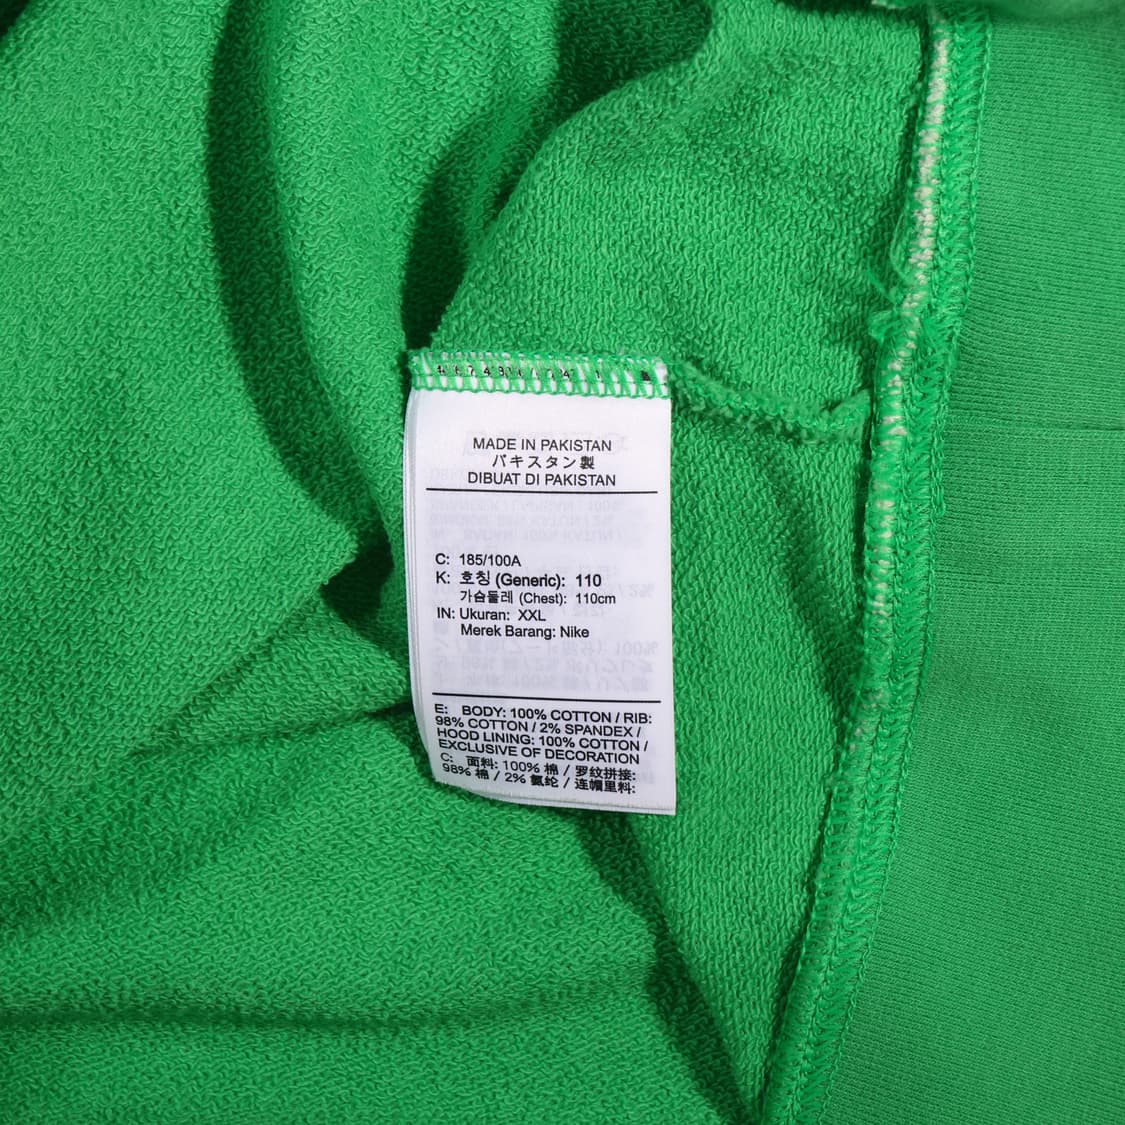 MADE IN PAKISTAN
パキスタン製
DIBUAT DI PAKISTAN
C: 185/100A
K: 호칭 (Generic): 110
가슴둘레 (Chest): 110cm
IN: Ukuran: XXL
Merek Barang: Nike
E: BODY: 100% COTTON / RIB:
98% COTTON / 2% SPANDEX /
HOOD LINING: 100% COTTON /
EXCLUSIVE OF DECORATION
C: 面料: 100% 棉 / 罗纹拼接:
98% 棉 / 2% 氨纶 / 连帽里料: